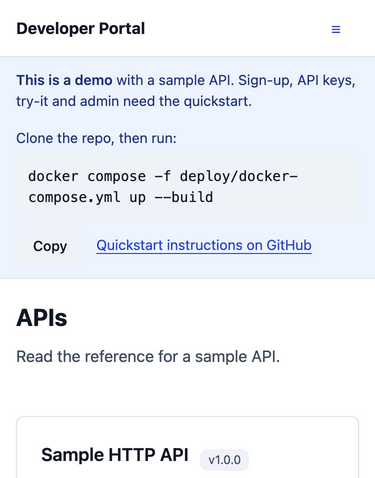 Developer Portal
≡
This is a demo with a sample API. Sign-up, API keys,
try-it and admin need the quickstart.
Clone the repo, then run:
docker compose -f deploy/docker-
compose.yml up --build
Copy Quickstart instructions on GitHub
APIs
Read the reference for a sample API.
Sample HTTP API v1.0.0